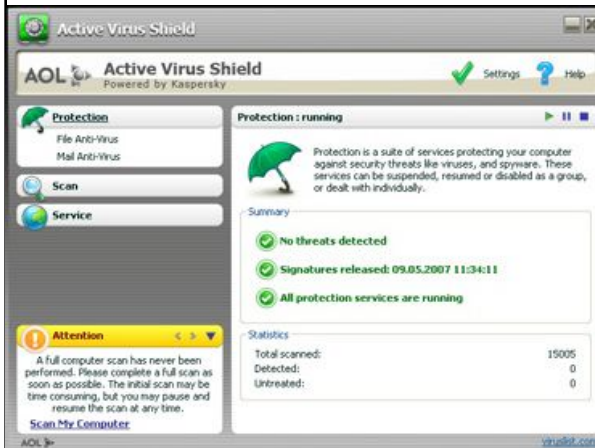 Active Virus Shield
AOL Active Virus Shield
Powered by Kaspersky
Settings
Help
Protection
File Anti-Virus
Mail Anti-Virus
Scan
Service
Attention
A full computer scan has never been
performed. Please complete a full scan as
soon as possible. The initial scan may be
time consuming, but you may pause and
resume the scan at any time.
Scan My Computer
Protection : running
Protection is a suite of services protecting your computer
against security threats like viruses, and spyware. These
services can be suspended, resumed or disabled as a group,
or dealt with individually.
Summary
No threats detected
Signatures released: 09.05.2007 11:34:11
All protection services are running
Statistics
Total scanned: 15005
Detected: 0
Untreated: 0
AOL
viruslist.com